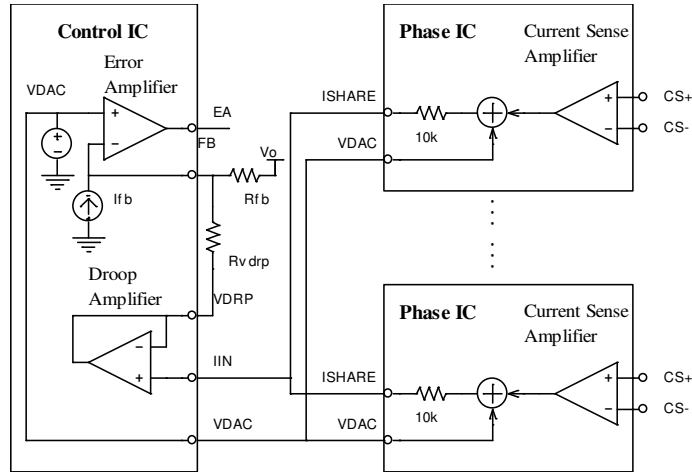 Control IC
Error
Amplifier
VDAC
+
−
+
−
EA
FB
Vo
Ifb
Rfb
Rvdrp
Droop
Amplifier
VDRP
−
+
IIN
VDAC
Phase IC
Current Sense
Amplifier
ISHARE
10k
+
−
CS+
CS-
VDAC
Phase IC
Current Sense
Amplifier
ISHARE
10k
+
−
CS+
CS-
VDAC